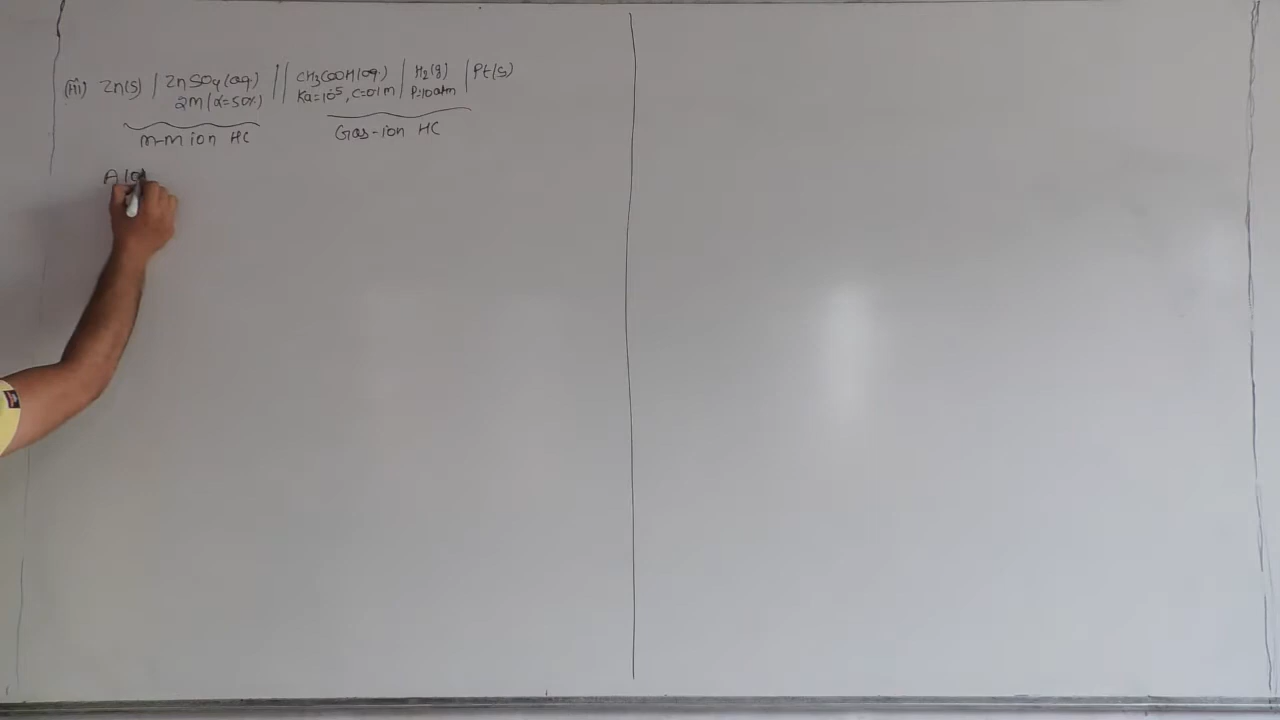 (iii) Zn(s) | ZnSO4(aq.) || CH3COOH(aq.) | H2(g) | Pt(s)
2M(α=50%) Ka=10^-5, C=0.1M P=10atm
M-M ion HC Gas-ion HC
A(O